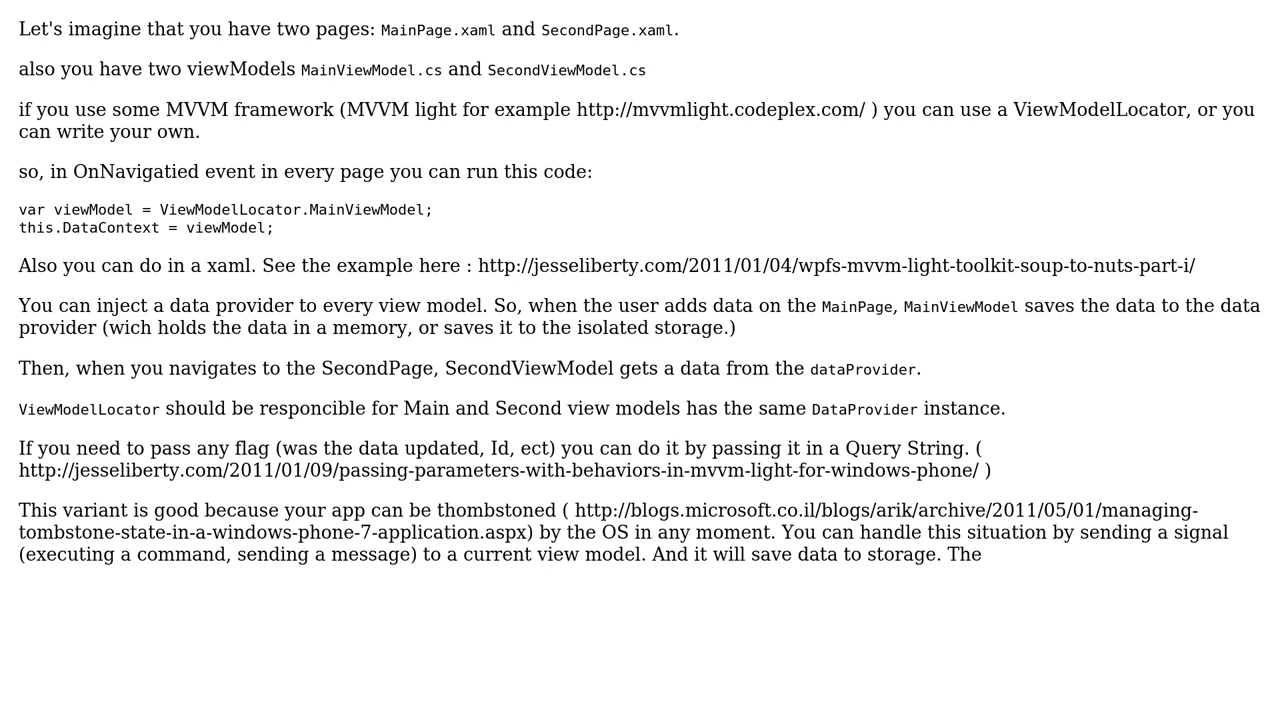 Let's imagine that you have two pages: MainPage.xaml and SecondPage.xaml.
also you have two viewModels MainViewModel.cs and SecondViewModel.cs
if you use some MVVM framework (MVVM light for example http://mvvmlight.codeplex.com/ ) you can use a ViewModelLocator, or you
can write your own.
so, in OnNavigatied event in every page you can run this code:
var viewModel = ViewModelLocator.MainViewModel;
this.DataContext = viewModel;
Also you can do in a xaml. See the example here : http://jesseliberty.com/2011/01/04/wpfs-mvvm-light-toolkit-soup-to-nuts-part-i/
You can inject a data provider to every view model. So, when the user adds data on the MainPage, MainViewModel saves the data to the data
provider (wich holds the data in a memory, or saves it to the isolated storage.)
Then, when you navigates to the SecondPage, SecondViewModel gets a data from the dataProvider.
ViewModelLocator should be responcible for Main and Second view models has the same DataProvider instance.
If you need to pass any flag (was the data updated, Id, ect) you can do it by passing it in a Query String. (
http://jesseliberty.com/2011/01/09/passing-parameters-with-behaviors-in-mvvm-light-for-windows-phone/ )
This variant is good because your app can be thombstoned ( http://blogs.microsoft.co.il/blogs/arik/archive/2011/05/01/managing-
tombstone-state-in-a-windows-phone-7-application.aspx) by the OS in any moment. You can handle this situation by sending a signal
(executing a command, sending a message) to a current view model. And it will save data to storage. The